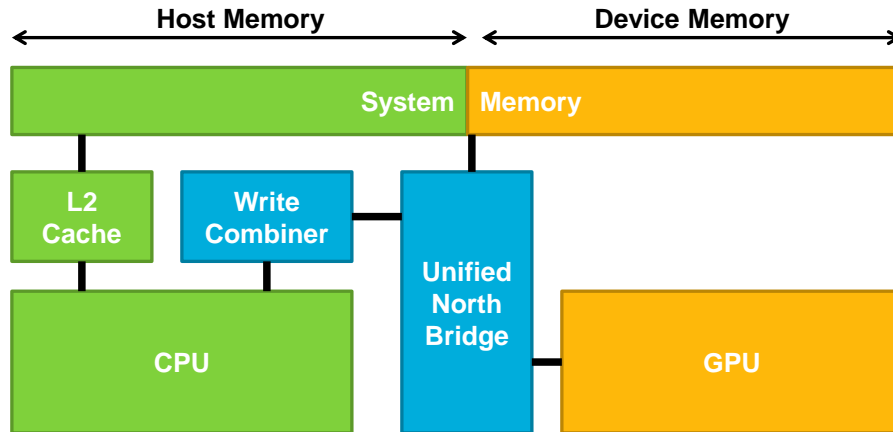 Host Memory
Device Memory
System Memory
L2
Cache
Write
Combiner
Unified
North
Bridge
CPU
GPU